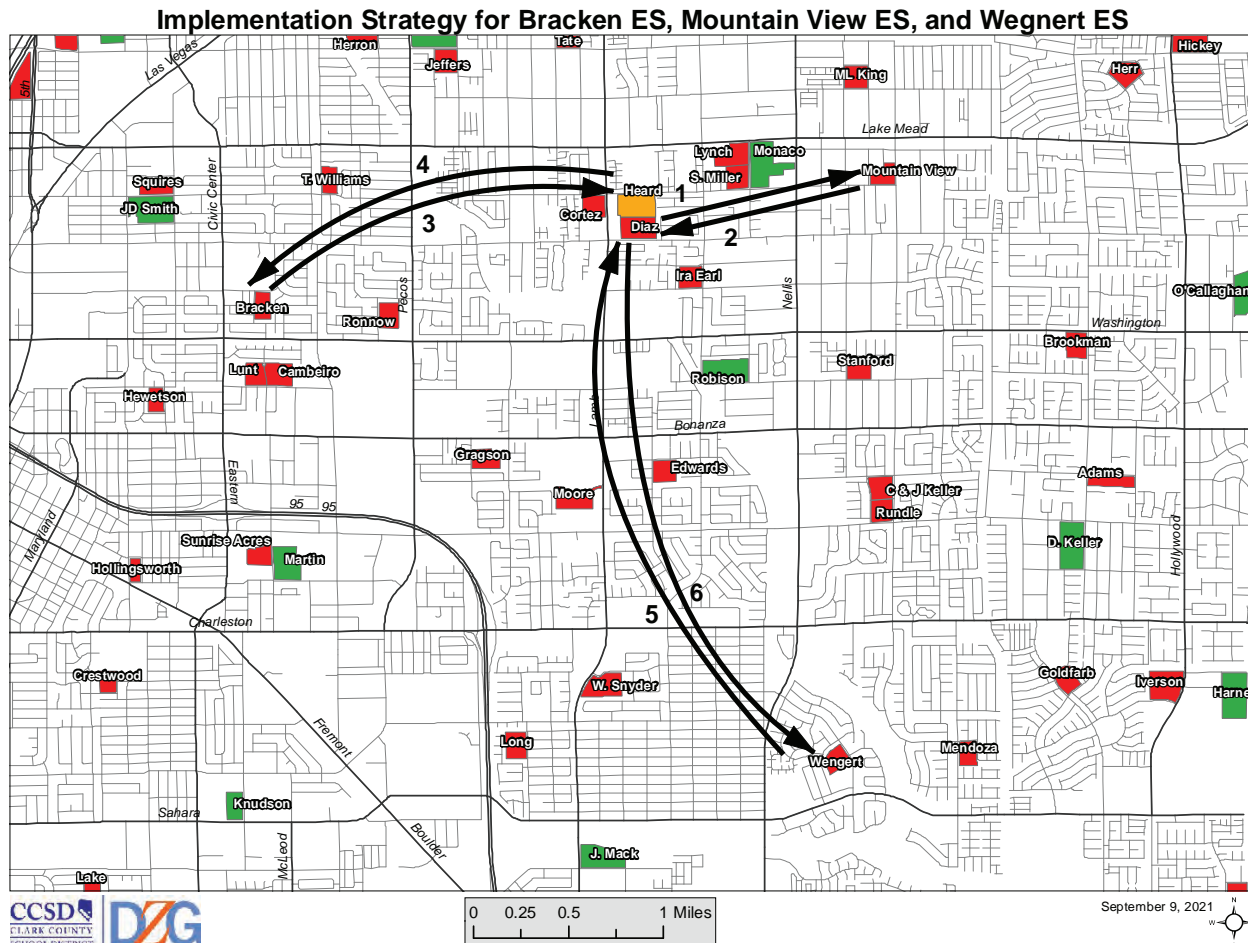 Implementation Strategy for Bracken ES, Mountain View ES, and Wegnert ES
Herron
Tate
Hickey
Jeffers
Las Vegas
ML King
Herr
5th
Lake Mead
Lynch
Monaco
Civic Center
4
T. Williams
S. Miller
Mountain View
Squires
Heard
1
JD Smith
3
Cortez
Diaz
2
Ira Earl
Pecos
Nellis
O'Callaghan
Bracken
Ronnow
Washington
Brookman
Lunt
Cambeiro
Stanford
Robison
Hewetson
Lamb
Bonanza
Gragson
Edwards
Adams
Eastern
Moore
C & J Keller
95
95
Rundle
Maryland
Sunrise Acres
Martin
D. Keller
Hollywood
Hollingsworth
6
5
Charleston
Crestwood
W. Snyder
Goldfarb
Iverson
Harne
Fremont
Long
Mendoza
Wengert
Knudson
Sahara
McLeod
Boulder
J. Mack
Lake
CCSD
CLARK COUNTY
SCHOOL DISTRICT
DZG
0 0.25 0.5 1 Miles
September 9, 2021
N
W